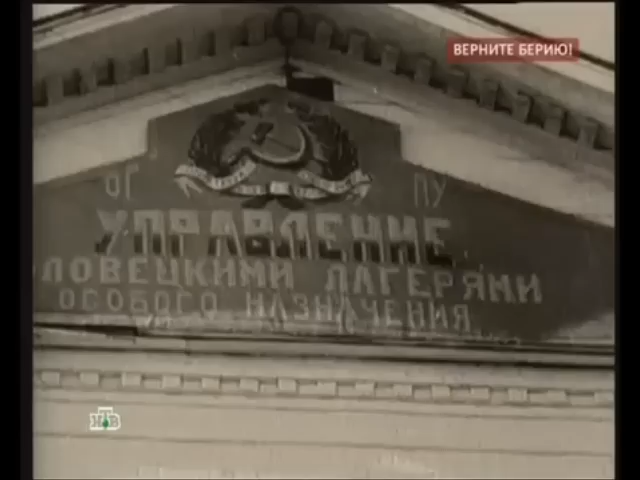 ВЕРНИТЕ БЕРИЮ!
ОГ ПУ
УПРАВЛЕНИЕ
ЛОВЕЦКИМИ ЛАГЕРЯМИ
ОСОБОГО НАЗНАЧЕНИЯ
НТВ